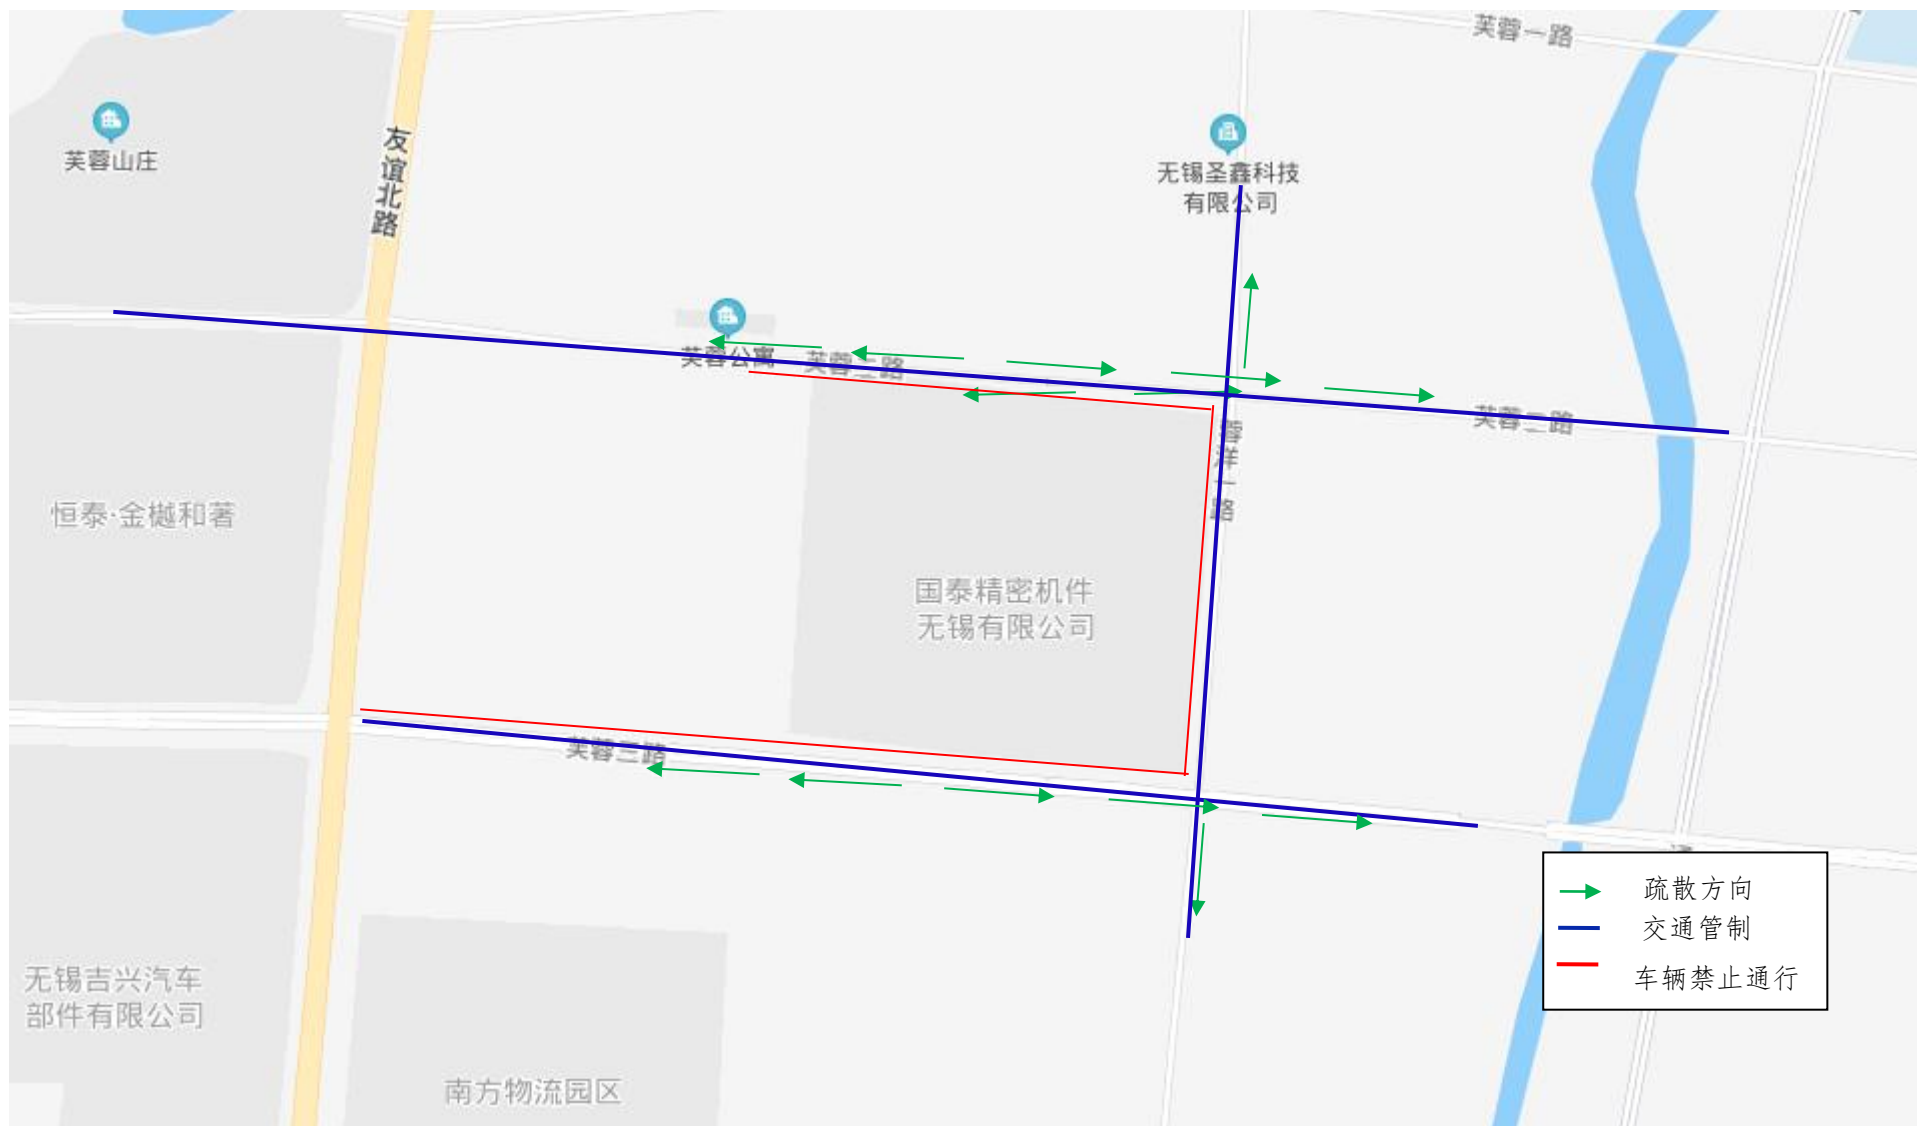 芙蓉一路
芙蓉山庄
友谊北路
无锡圣鑫科技
有限公司
芙蓉公寓
芙蓉二路
芙蓉二路
蓉洋一路
恒泰·金樾和著
国泰精密机件
无锡有限公司
芙蓉三路
疏散方向
交通管制
车辆禁止通行
无锡吉兴汽车
部件有限公司
南方物流园区